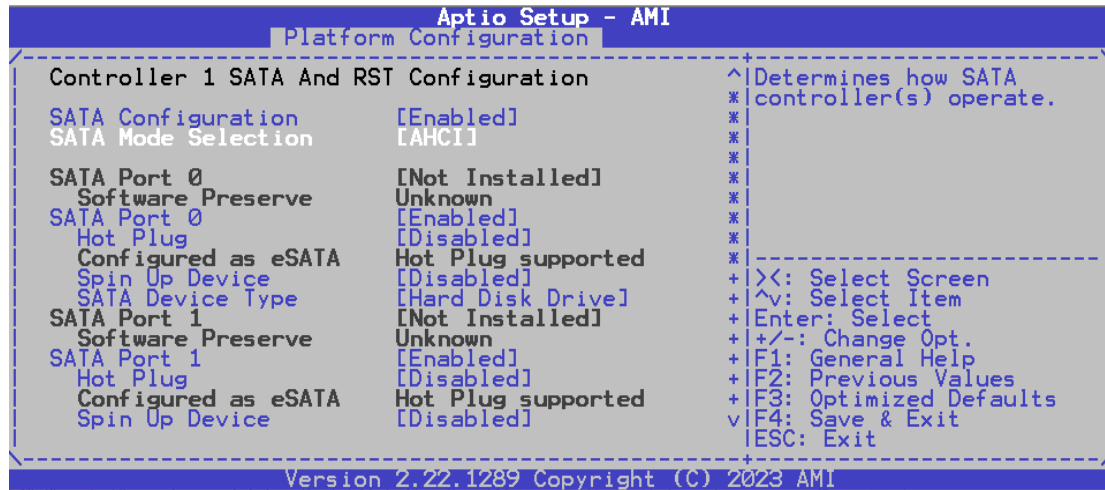 Aptio Setup - AMI
Platform Configuration
Controller 1 SATA And RST Configuration
SATA Configuration [Enabled]
SATA Mode Selection [AHCI]
SATA Port 0 [Not Installed]
Software Preserve Unknown
SATA Port 0 [Enabled]
Hot Plug [Disabled]
Configured as eSATA Hot Plug supported
Spin Up Device [Disabled]
SATA Device Type [Hard Disk Drive]
SATA Port 1 [Not Installed]
Software Preserve Unknown
SATA Port 1 [Enabled]
Hot Plug [Disabled]
Configured as eSATA Hot Plug supported
Spin Up Device [Disabled]
Determines how SATA
controller(s) operate.
><: Select Screen
^v: Select Item
Enter: Select
+/-: Change Opt.
F1: General Help
F2: Previous Values
F3: Optimized Defaults
F4: Save & Exit
ESC: Exit
Version 2.22.1289 Copyright (C) 2023 AMI